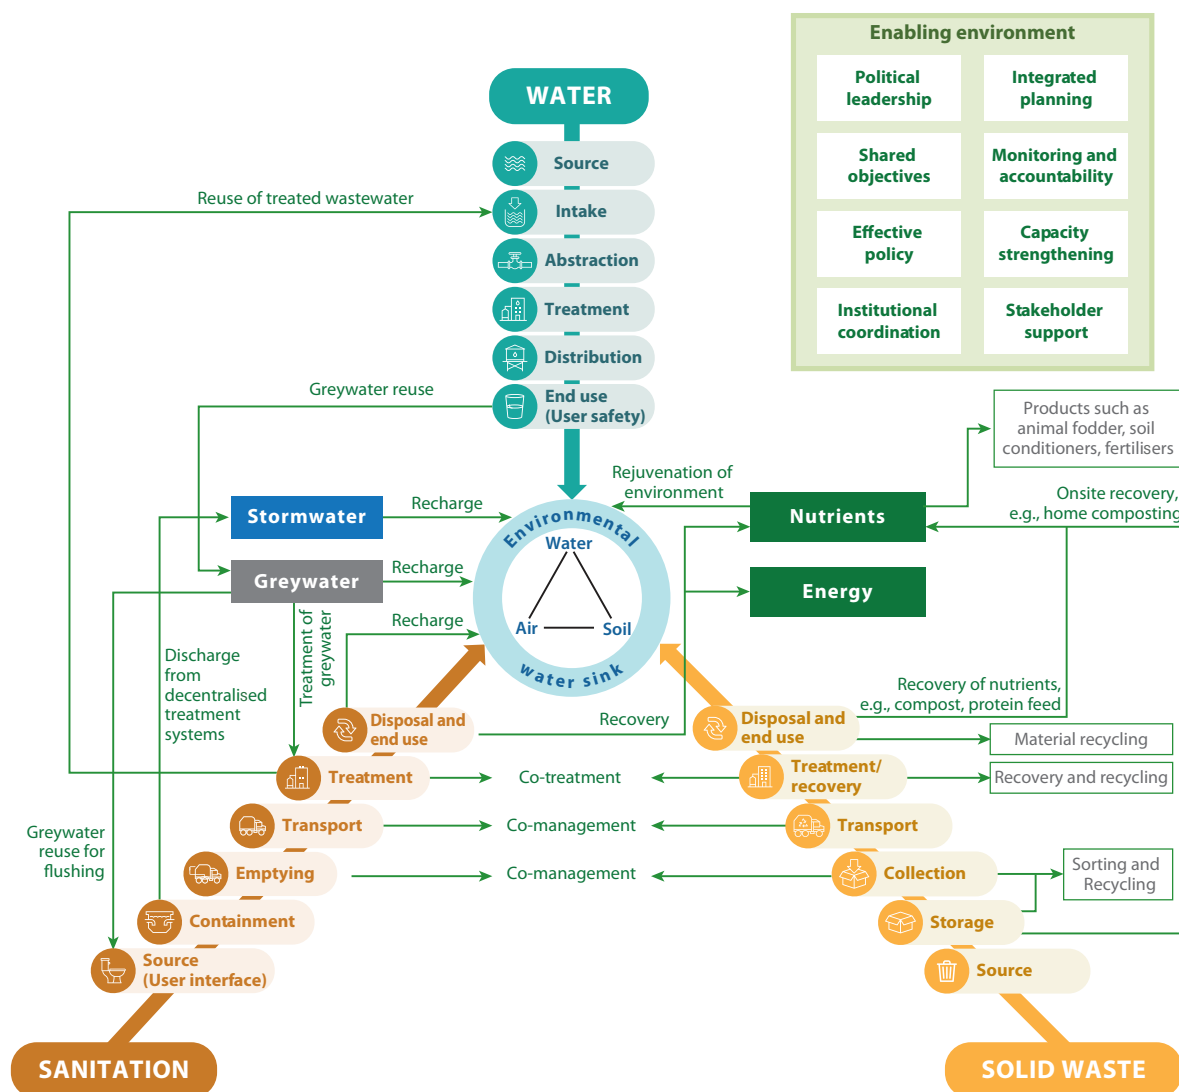 Enabling environment
Political
leadership
Integrated
planning
Shared
objectives
Monitoring and
accountability
Effective
policy
Capacity
strengthening
Institutional
coordination
Stakeholder
support
WATER
Source
Reuse of treated wastewater
Intake
Abstraction
Treatment
Distribution
Greywater reuse
End use
(User safety)
Products such as
animal fodder, soil
conditioners, fertilisers
Rejuvenation of
environment
Onsite recovery,
e.g., home composting
Stormwater
Recharge
Nutrients
Greywater
Recharge
Energy
Recharge
Environmental
water sink
Water
Air
Soil
Treatment of
greywater
Discharge
from
decentralised
treatment
systems
Recovery of nutrients,
e.g., compost, protein feed
Disposal and
end use
Recovery
Disposal and
end use
Material recycling
Treatment
Co-treatment
Treatment/
recovery
Recovery and recycling
Greywater
reuse for
flushing
Transport
Co-management
Transport
Emptying
Co-management
Collection
Sorting and
Recycling
Containment
Storage
Source
(User interface)
Source
SANITATION
SOLID WASTE